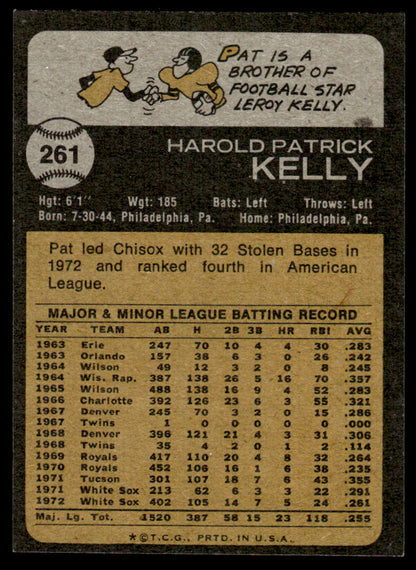 PAT IS A
BROTHER OF
FOOTBALL STAR
LEROY KELLY.
261
HAROLD PATRICK
KELLY
Hgt: 6'1" Wgt: 185 Bats: Left Throws: Left
Born: 7-30-44, Philadelphia, Pa. Home: Philadelphia, Pa.
Pat led Chisox with 32 Stolen Bases in
1972 and ranked fourth in American
League.
MAJOR & MINOR LEAGUE BATTING RECORD
YEAR TEAM AB H 2B 3B HR RBI AVG
1963 Erie 247 70 10 4 4 30 .283
1963 Orlando 157 38 6 3 0 26 .242
1964 Wilson 49 12 3 2 0 8 .245
1964 Wis. Rap. 387 138 26 5 16 70 .357
1965 Wilson 488 138 16 9 4 52 .283
1966 Charlotte 392 126 23 6 3 55 .321
1967 Denver 245 70 3 2 0 15 .286
1967 Twins 1 0 0 0 0 0 .000
1968 Denver 396 121 21 4 3 31 .306
1968 Twins 35 4 2 0 1 2 .114
1969 Royals 417 110 20 4 8 32 .264
1970 Royals 452 106 16 1 6 38 .235
1971 Tucson 301 107 18 7 6 43 .355
1971 White Sox 213 62 6 3 3 22 .291
1972 White Sox 402 105 14 7 5 24 .261
Maj. Lg. Tot. 1520 387 58 15 23 118 .255
*© T.C.G., PRTD. IN U.S.A.